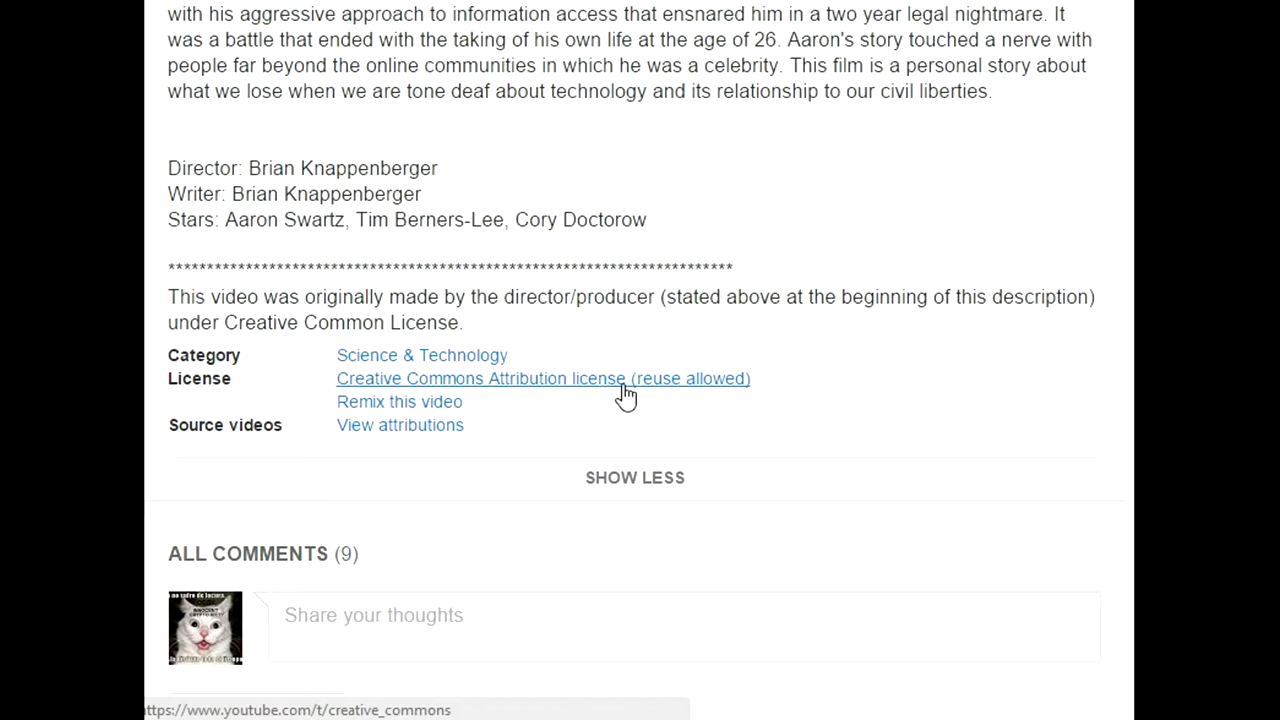 with his aggressive approach to information access that ensnared him in a two year legal nightmare. It
was a battle that ended with the taking of his own life at the age of 26. Aaron's story touched a nerve with
people far beyond the online communities in which he was a celebrity. This film is a personal story about
what we lose when we are tone deaf about technology and its relationship to our civil liberties.
Director: Brian Knappenberger
Writer: Brian Knappenberger
Stars: Aaron Swartz, Tim Berners-Lee, Cory Doctorow
***************************************************************************
This video was originally made by the director/producer (stated above at the beginning of this description)
under Creative Common License.
Category Science & Technology
License Creative Commons Attribution license (reuse allowed)
Remix this video
Source videos View attributions
SHOW LESS
ALL COMMENTS (9)
Share your thoughts
ttps://www.youtube.com/t/creative_commons